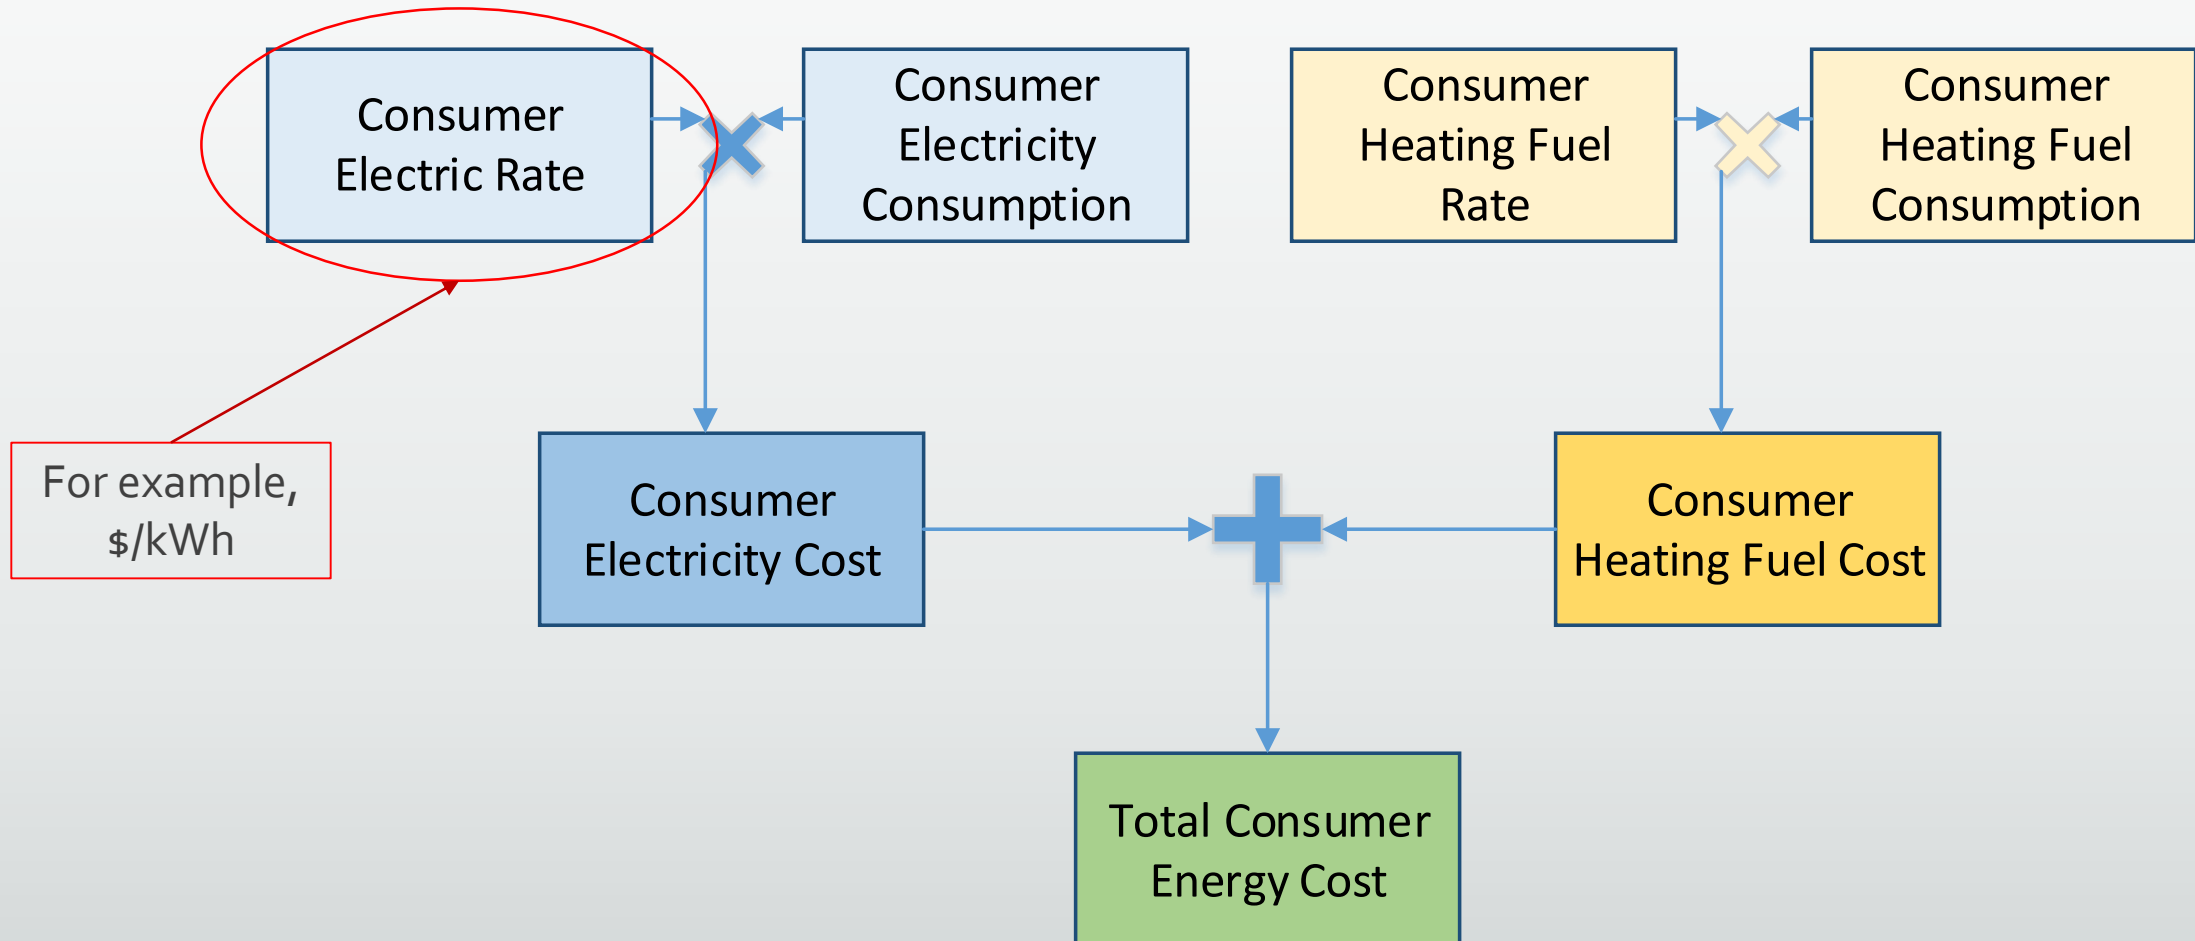 Consumer
Electric Rate
Consumer
Electricity
Consumption
Consumer
Heating Fuel
Rate
Consumer
Heating Fuel
Consumption
For example,
$/kWh
Consumer
Electricity Cost
Consumer
Heating Fuel Cost
Total Consumer
Energy Cost